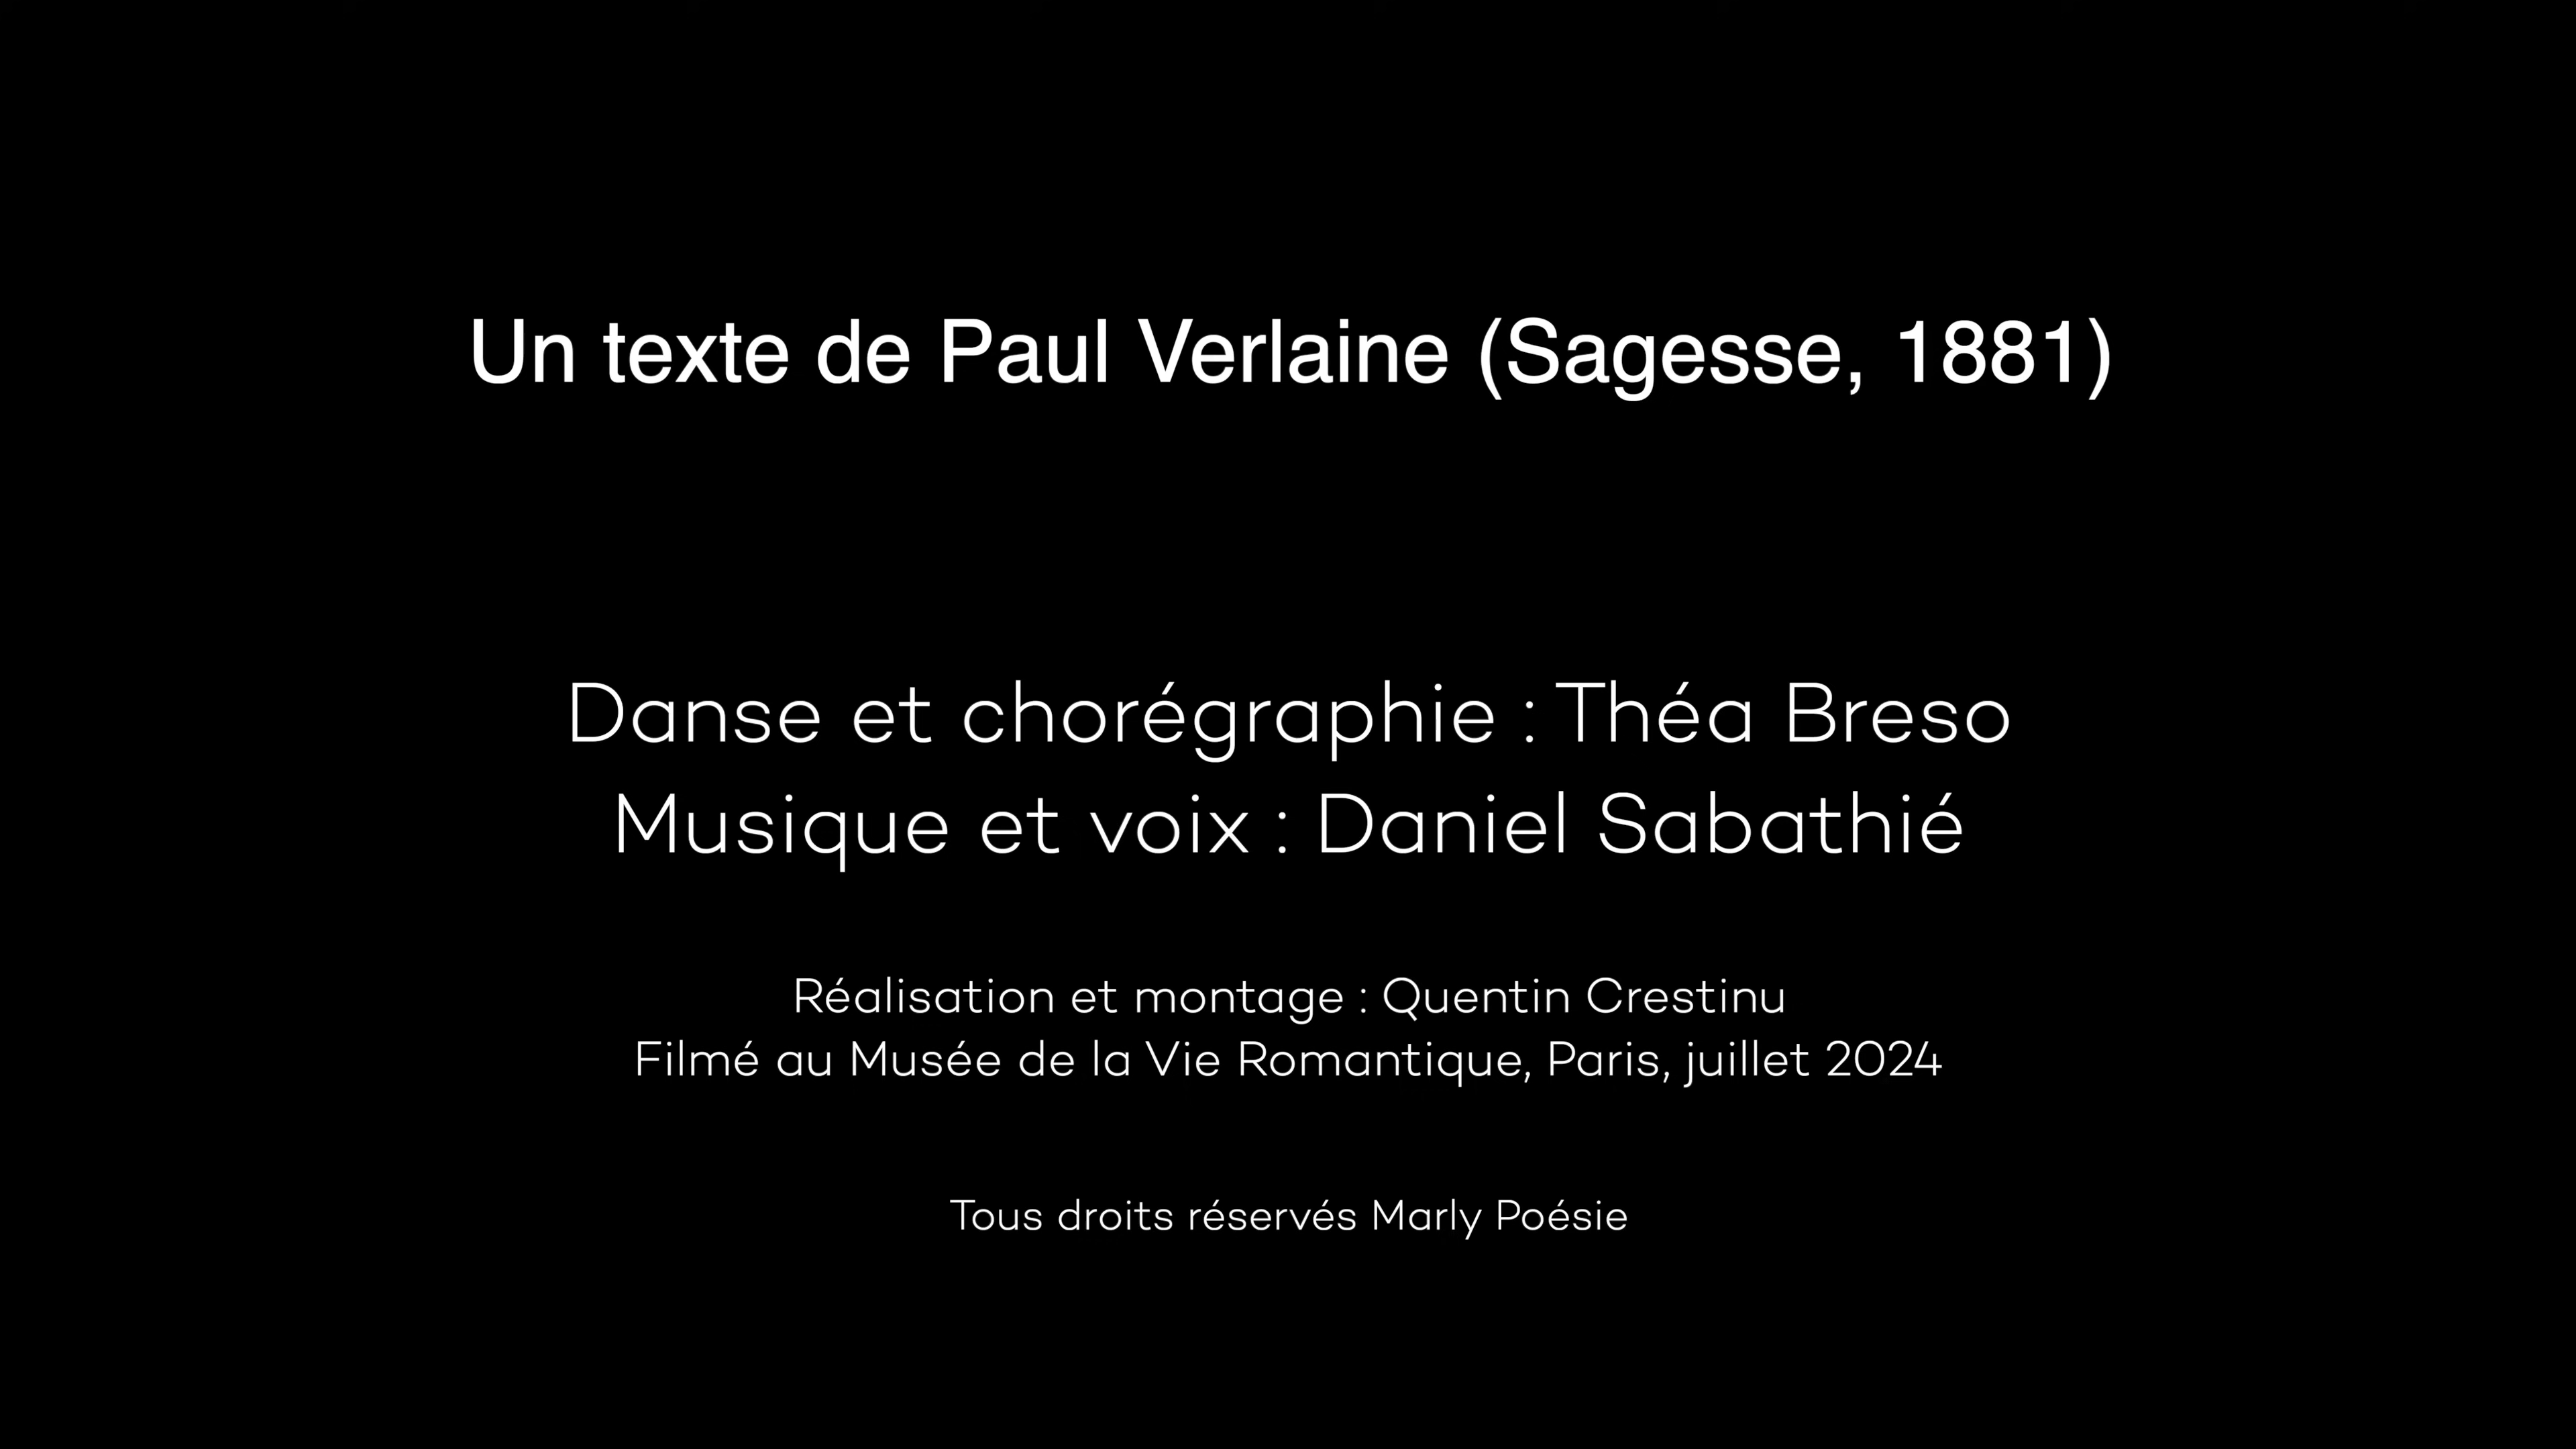 Un texte de Paul Verlaine (Sagesse, 1881)
Danse et chorégraphie : Théa Breso
Musique et voix : Daniel Sabathié
Réalisation et montage : Quentin Crestinu
Filmé au Musée de la Vie Romantique, Paris, juillet 2024
Tous droits réservés Marly Poésie